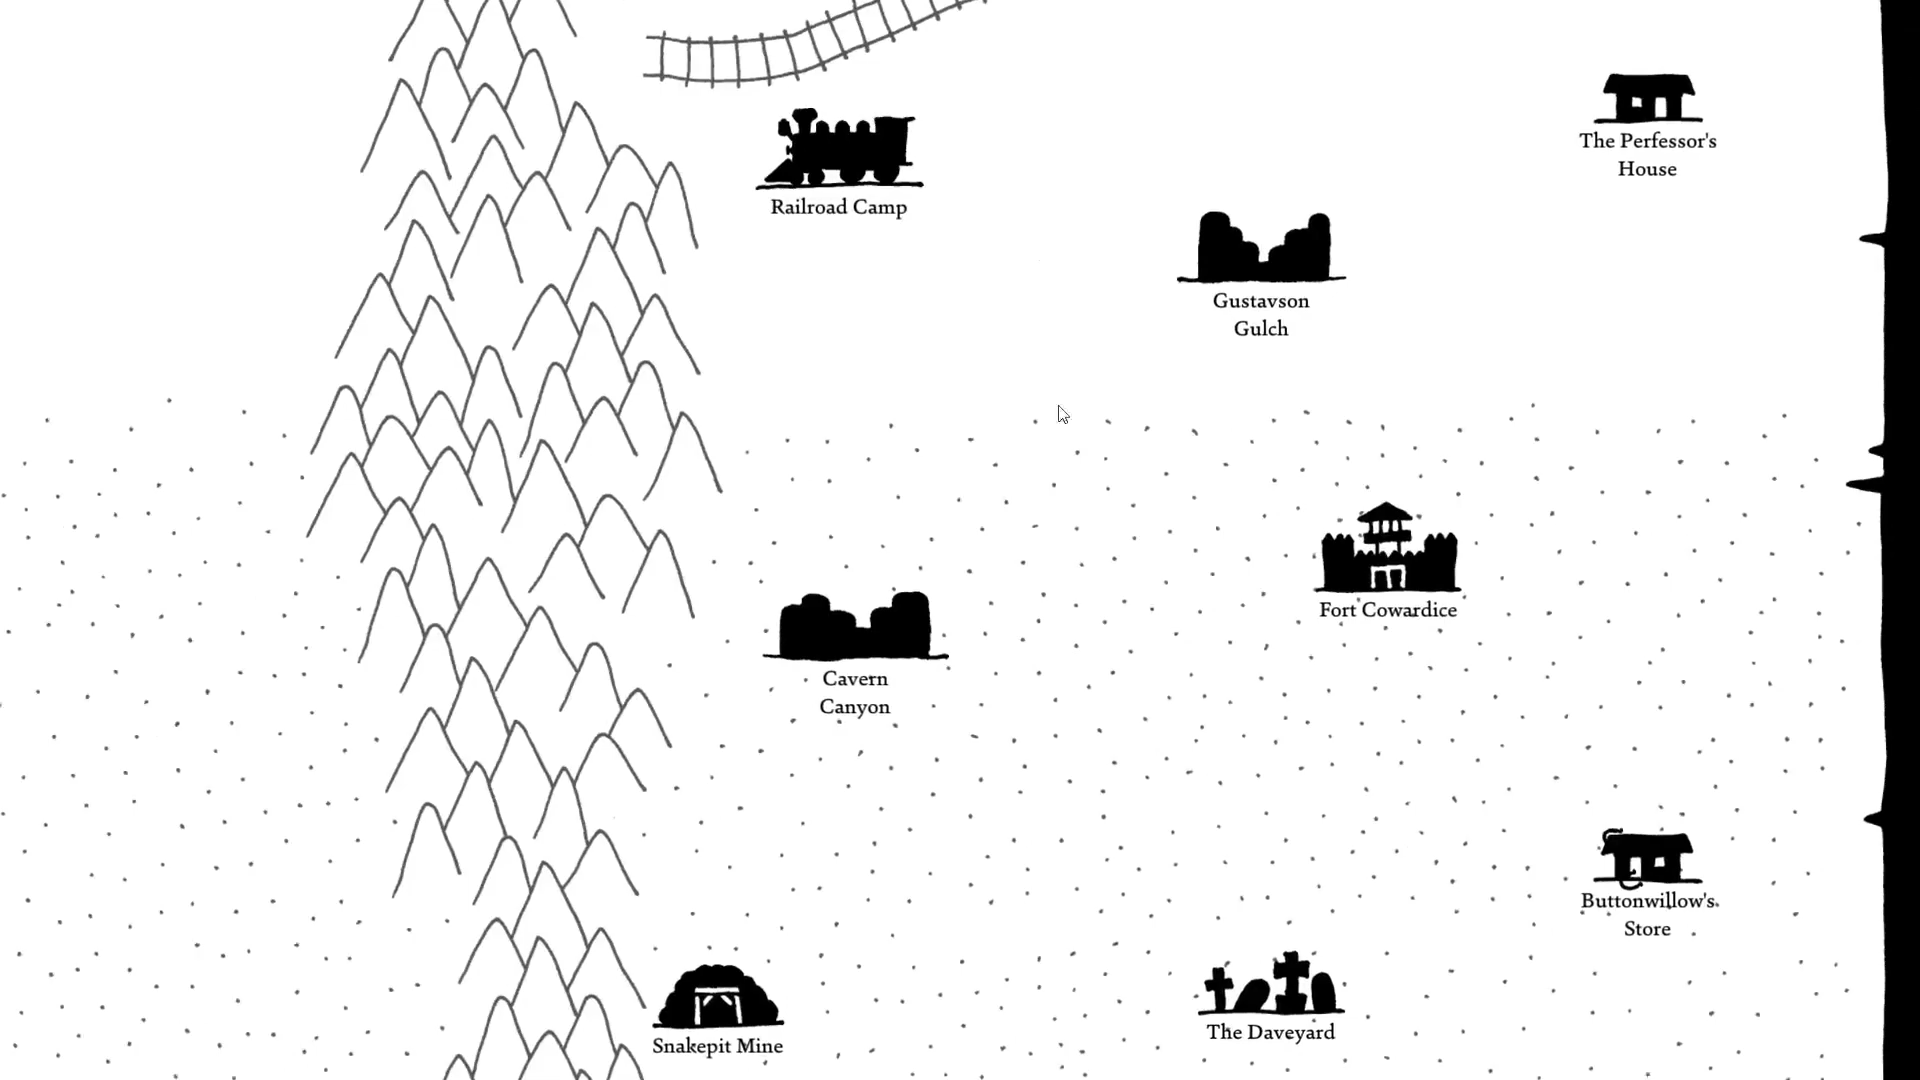 The Perfessor's
House
Railroad Camp
Gustavson
Gulch
Fort Cowardice
Cavern
Canyon
Buttonwillow's
Store
The Daveyard
Snakepit Mine